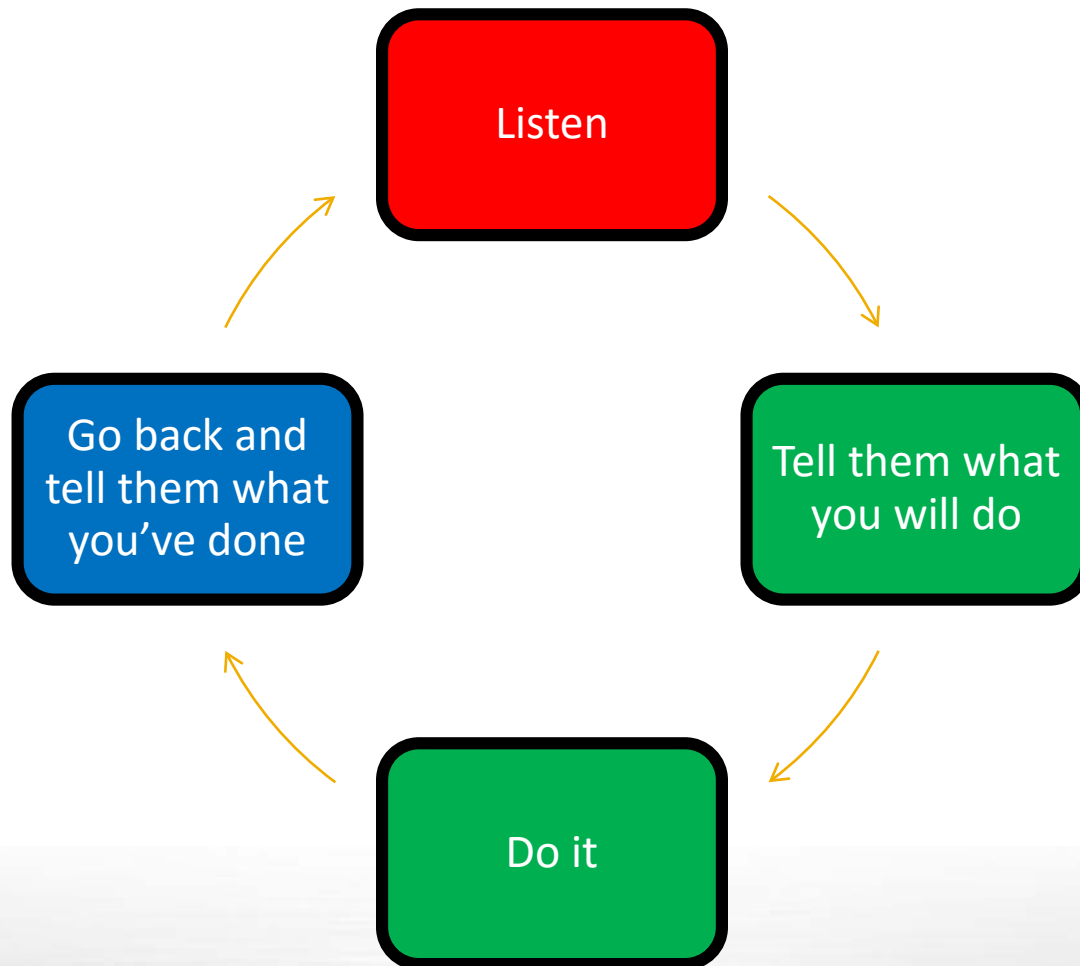 Listen
Tell them what
you will do
Do it
Go back and
tell them what
you’ve done